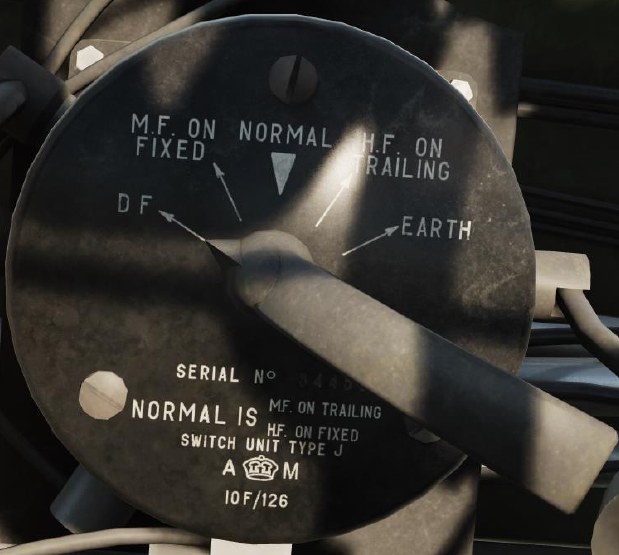 M.F. ON
FIXED
NORMAL
H.F. ON
TRAILING
D F
EARTH
SERIAL Nº
NORMAL IS M.F. ON TRAILING
H.F. ON FIXED
SWITCH UNIT TYPE J
A M
10F/126